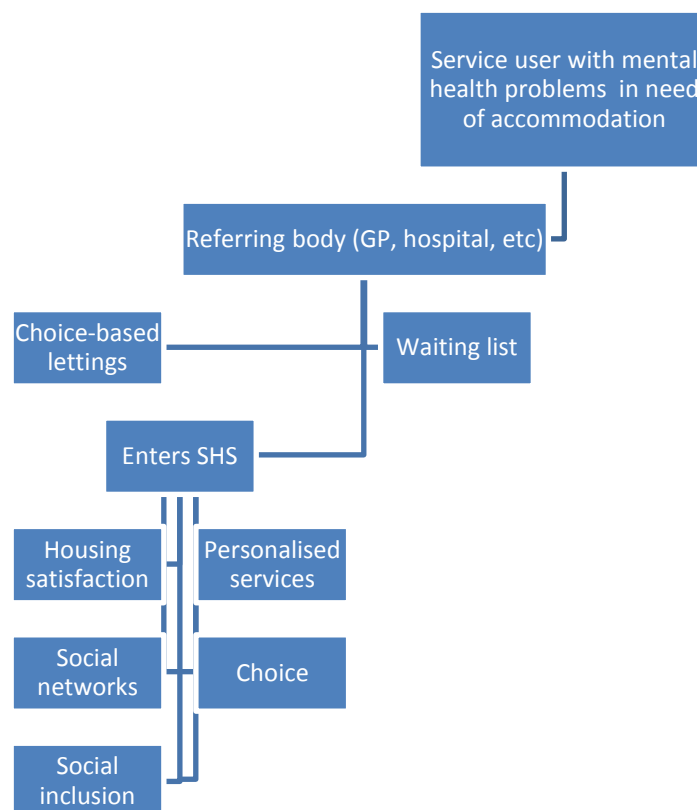 Service user with mental
health problems in need
of accommodation
Referring body (GP, hospital, etc)
Choice-based
lettings
Waiting list
Enters SHS
Housing
satisfaction
Personalised
services
Social
networks
Choice
Social
inclusion